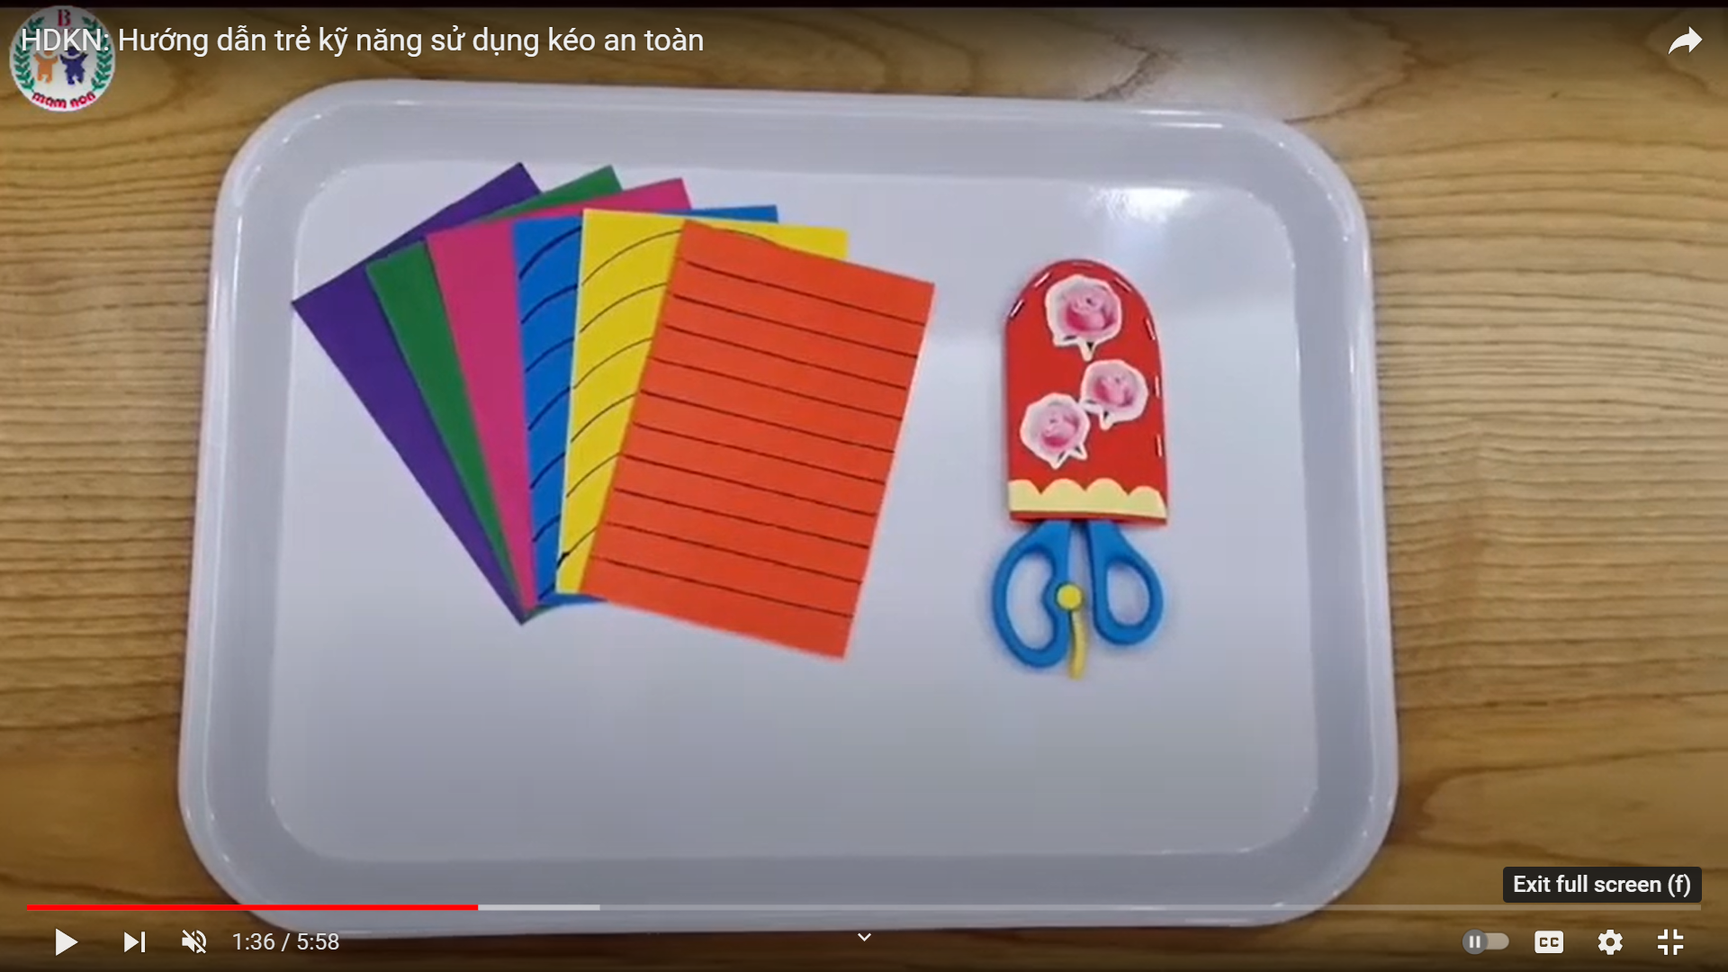 HDKN: Hướng dẫn trẻ kỹ năng sử dụng kéo an toàn
B
mam non
Exit full screen (f)
1:36 / 5:58
CC